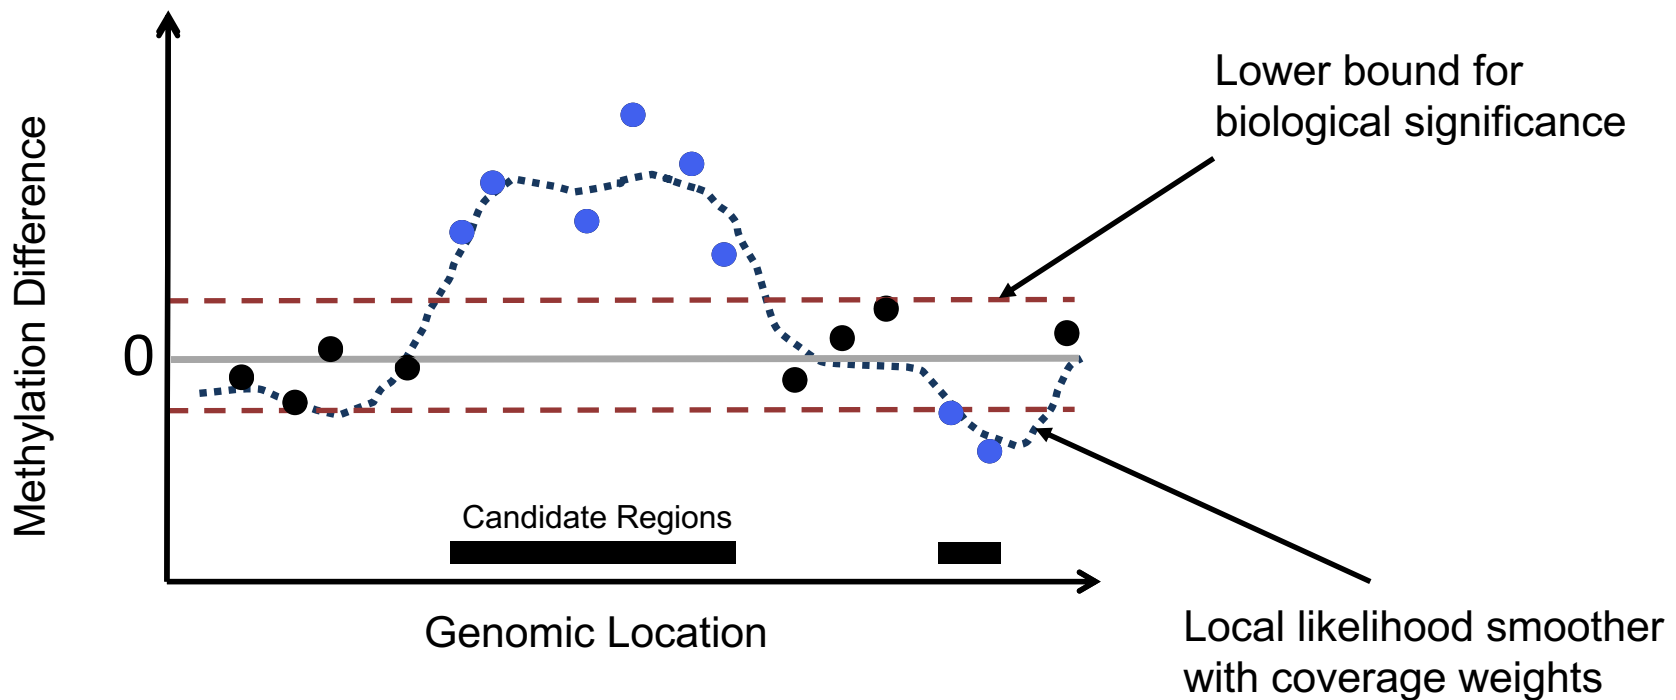 Lower bound for
biological significance
Methylation Difference
0
Candidate Regions
Genomic Location
Local likelihood smoother
with coverage weights